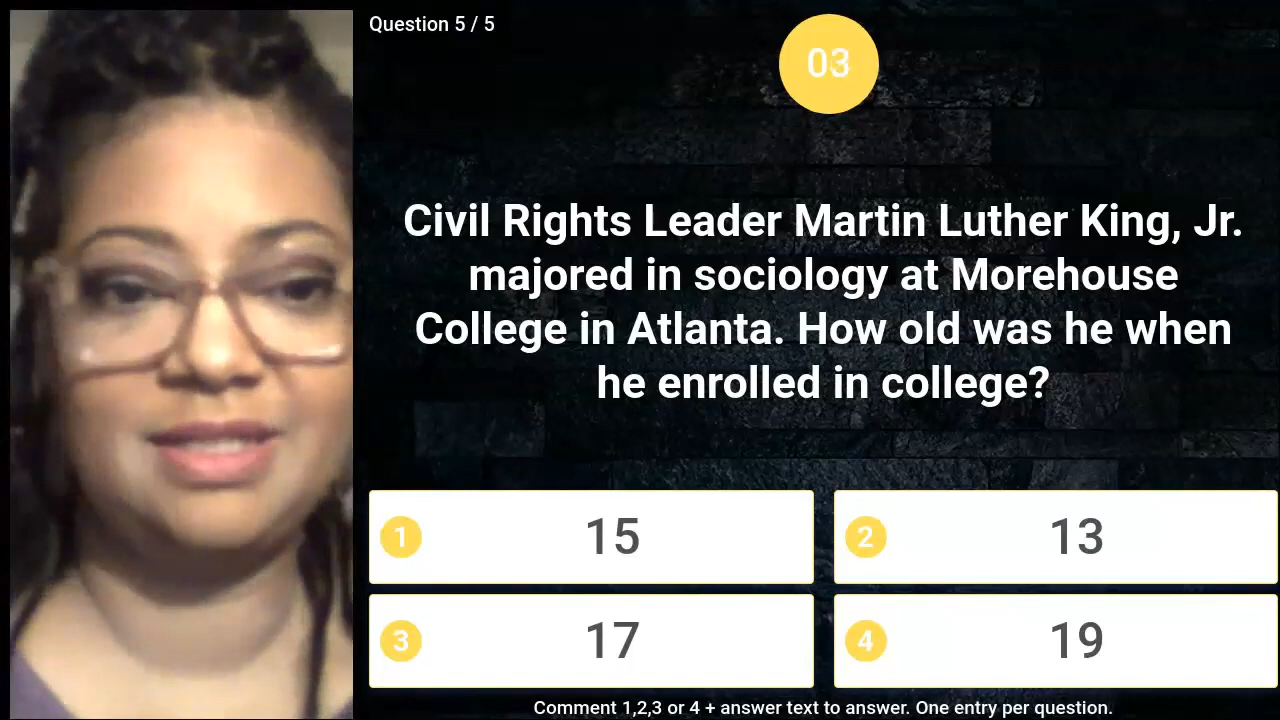 Question 5 / 5
03
Civil Rights Leader Martin Luther King, Jr.
majored in sociology at Morehouse
College in Atlanta. How old was he when
he enrolled in college?
1 15
2 13
3 17
4 19
Comment 1,2,3 or 4 + answer text to answer. One entry per question.